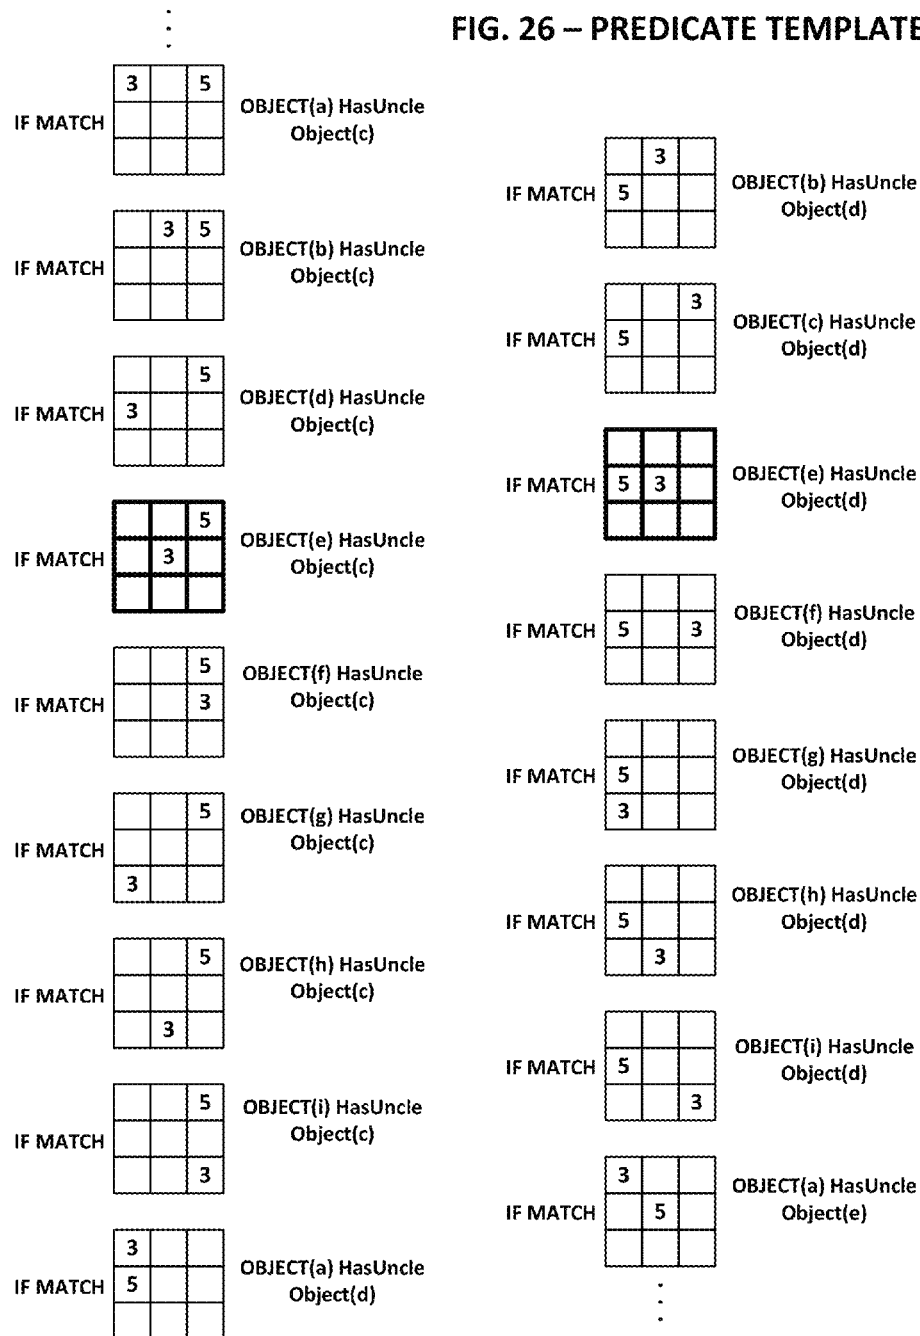 FIG. 26 – PREDICATE TEMPLATE
3 5
IF MATCH
OBJECT(a) HasUncle
Object(c)
3 5
IF MATCH
OBJECT(b) HasUncle
Object(c)
5
3
IF MATCH
OBJECT(d) HasUncle
Object(c)
5
3
IF MATCH
OBJECT(e) HasUncle
Object(c)
5
3
IF MATCH
OBJECT(f) HasUncle
Object(c)
5
3
IF MATCH
OBJECT(g) HasUncle
Object(c)
5
3
IF MATCH
OBJECT(h) HasUncle
Object(c)
5
3
IF MATCH
OBJECT(i) HasUncle
Object(c)
3
5
IF MATCH
OBJECT(a) HasUncle
Object(d)
3
5
IF MATCH
OBJECT(b) HasUncle
Object(d)
3
5
IF MATCH
OBJECT(c) HasUncle
Object(d)
5 3
IF MATCH
OBJECT(e) HasUncle
Object(d)
5 3
IF MATCH
OBJECT(f) HasUncle
Object(d)
5
3
IF MATCH
OBJECT(g) HasUncle
Object(d)
5
3
IF MATCH
OBJECT(h) HasUncle
Object(d)
5
3
IF MATCH
OBJECT(i) HasUncle
Object(d)
3
5
IF MATCH
OBJECT(a) HasUncle
Object(e)